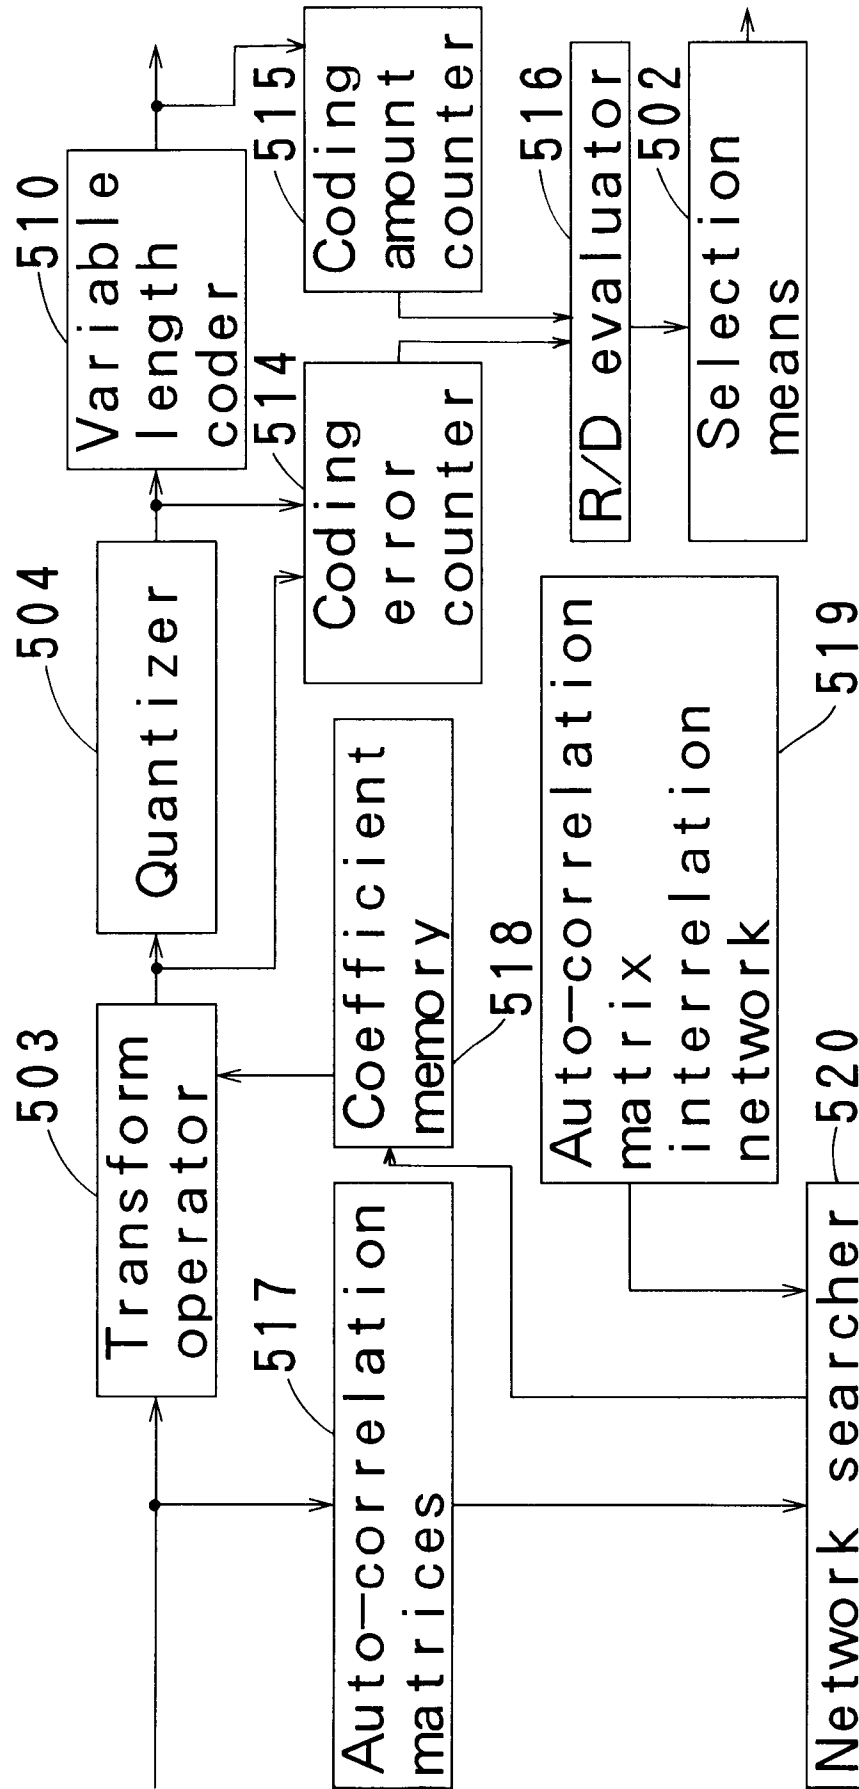 503
Transform
operator
504
Quantizer
510
Variable
length
coder
517
Auto-correlation
matrices
Coefficient
memory
518
514
Coding
error
counter
515
Coding
amount
counter
Auto-correlation
matrix
interrelation
network
519
516
R/D evaluator
502
Selection
means
520
Network searcher